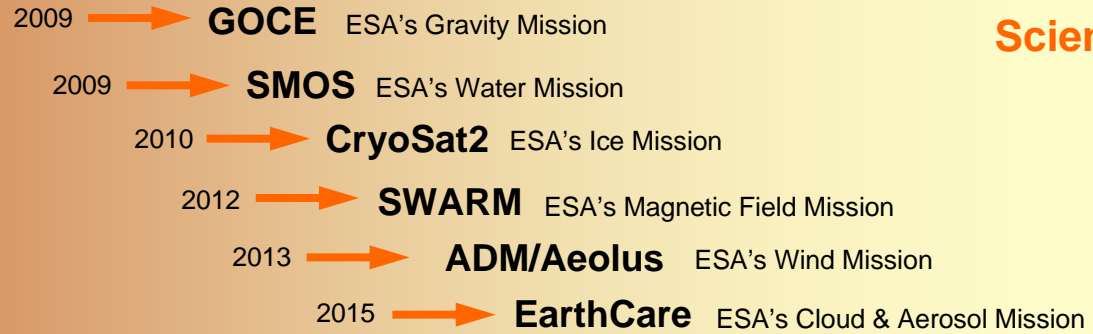 2009 GOCE ESA's Gravity Mission
Scien
2009 SMOS ESA's Water Mission
2010 CryoSat2 ESA's Ice Mission
2012 SWARM ESA's Magnetic Field Mission
2013 ADM/Aeolus ESA's Wind Mission
2015 EarthCare ESA's Cloud & Aerosol Mission